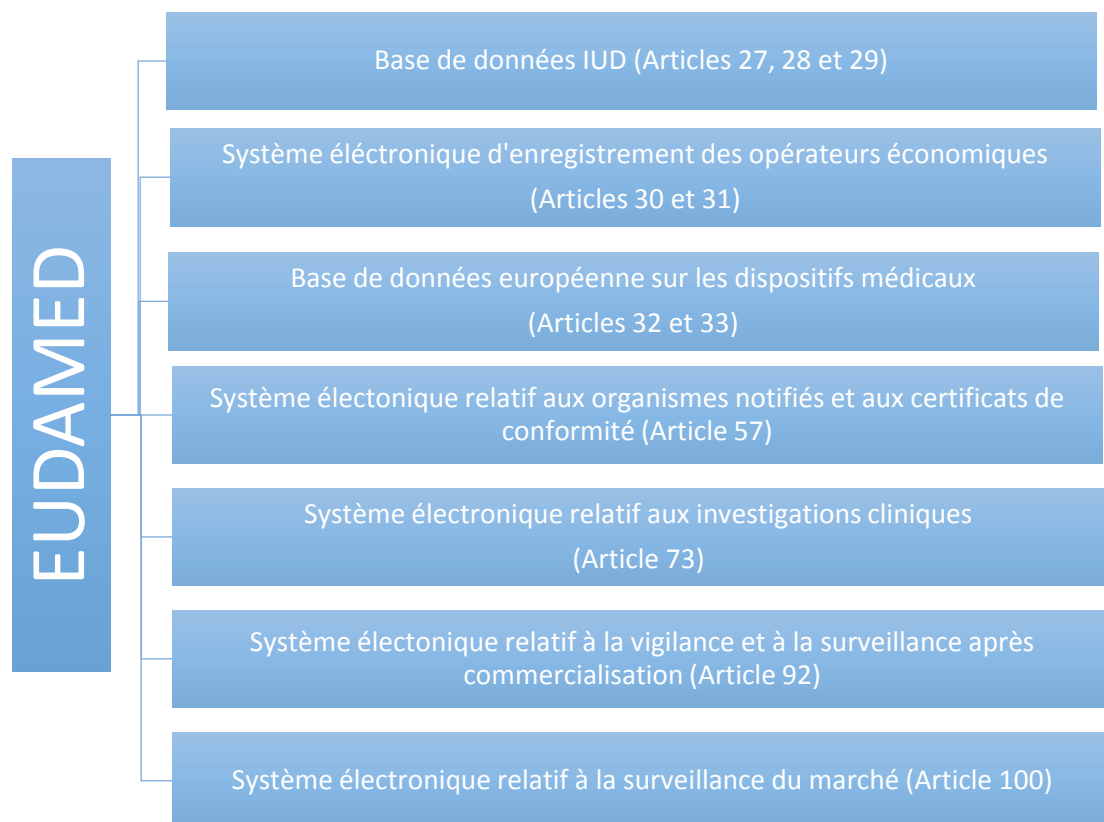 EUDAMED
Base de données IUD (Articles 27, 28 et 29)
Système éléctronique d'enregistrement des opérateurs économiques
(Articles 30 et 31)
Base de données européenne sur les dispositifs médicaux
(Articles 32 et 33)
Système électonique relatif aux organismes notifiés et aux certificats de
conformité (Article 57)
Système électronique relatif aux investigations cliniques
(Article 73)
Système électonique relatif à la vigilance et à la surveillance après
commercialisation (Article 92)
Système électronique relatif à la surveillance du marché (Article 100)